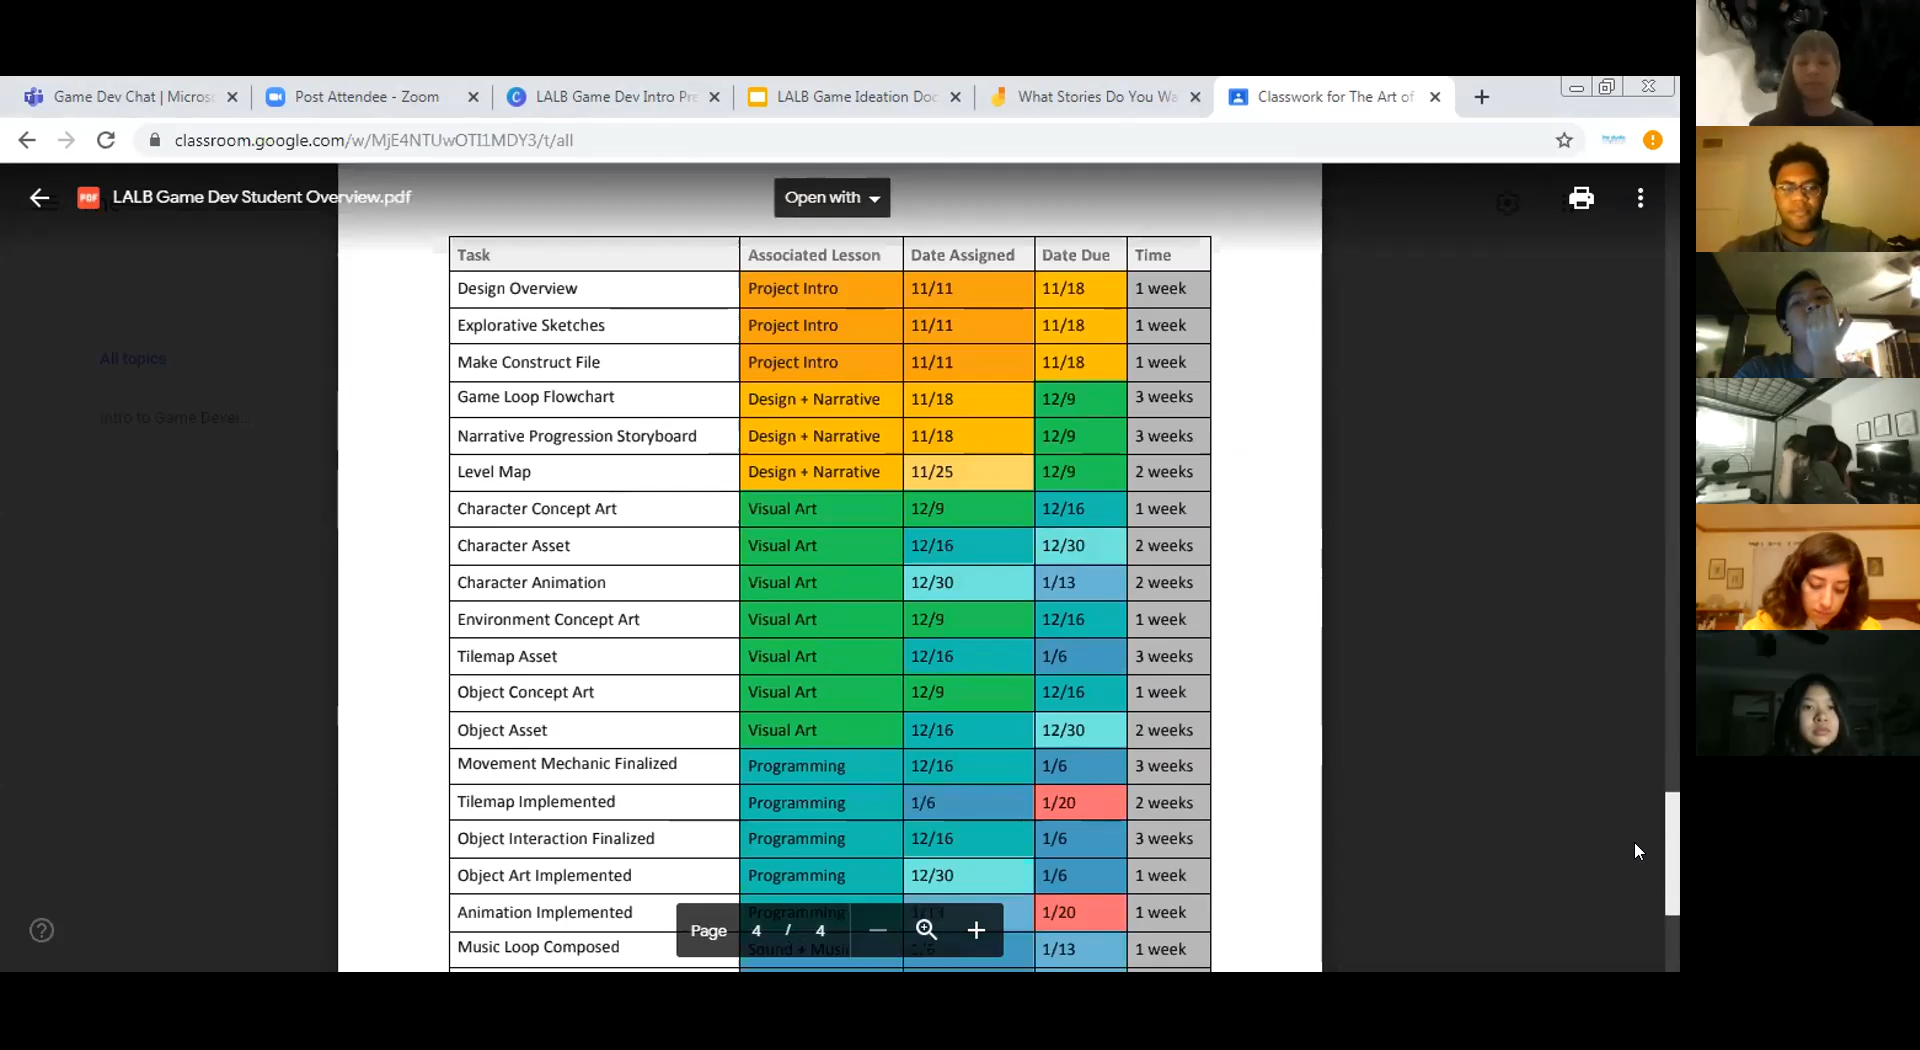 Game Dev Chat | Micros
Post Attendee - Zoom
LALB Game Dev Intro Pre
LALB Game Ideation Doc
What Stories Do You Wa
Classwork for The Art of
classroom.google.com/w/MjE4NTUwOTI1MDY3/t/all
PDF LALB Game Dev Student Overview.pdf
Open with
All topics
Intro to Game Devel...
Task Associated Lesson Date Assigned Date Due Time
Design Overview Project Intro 11/11 11/18 1 week
Explorative Sketches Project Intro 11/11 11/18 1 week
Make Construct File Project Intro 11/11 11/18 1 week
Game Loop Flowchart Design + Narrative 11/18 12/9 3 weeks
Narrative Progression Storyboard Design + Narrative 11/18 12/9 3 weeks
Level Map Design + Narrative 11/25 12/9 2 weeks
Character Concept Art Visual Art 12/9 12/16 1 week
Character Asset Visual Art 12/16 12/30 2 weeks
Character Animation Visual Art 12/30 1/13 2 weeks
Environment Concept Art Visual Art 12/9 12/16 1 week
Tilemap Asset Visual Art 12/16 1/6 3 weeks
Object Concept Art Visual Art 12/9 12/16 1 week
Object Asset Visual Art 12/16 12/30 2 weeks
Movement Mechanic Finalized Programming 12/16 1/6 3 weeks
Tilemap Implemented Programming 1/6 1/20 2 weeks
Object Interaction Finalized Programming 12/16 1/6 3 weeks
Object Art Implemented Programming 12/30 1/6 1 week
Animation Implemented Programming 1/20 1 week
Page 4 / 4
Music Loop Composed Sound + Musi 1/13 1 week